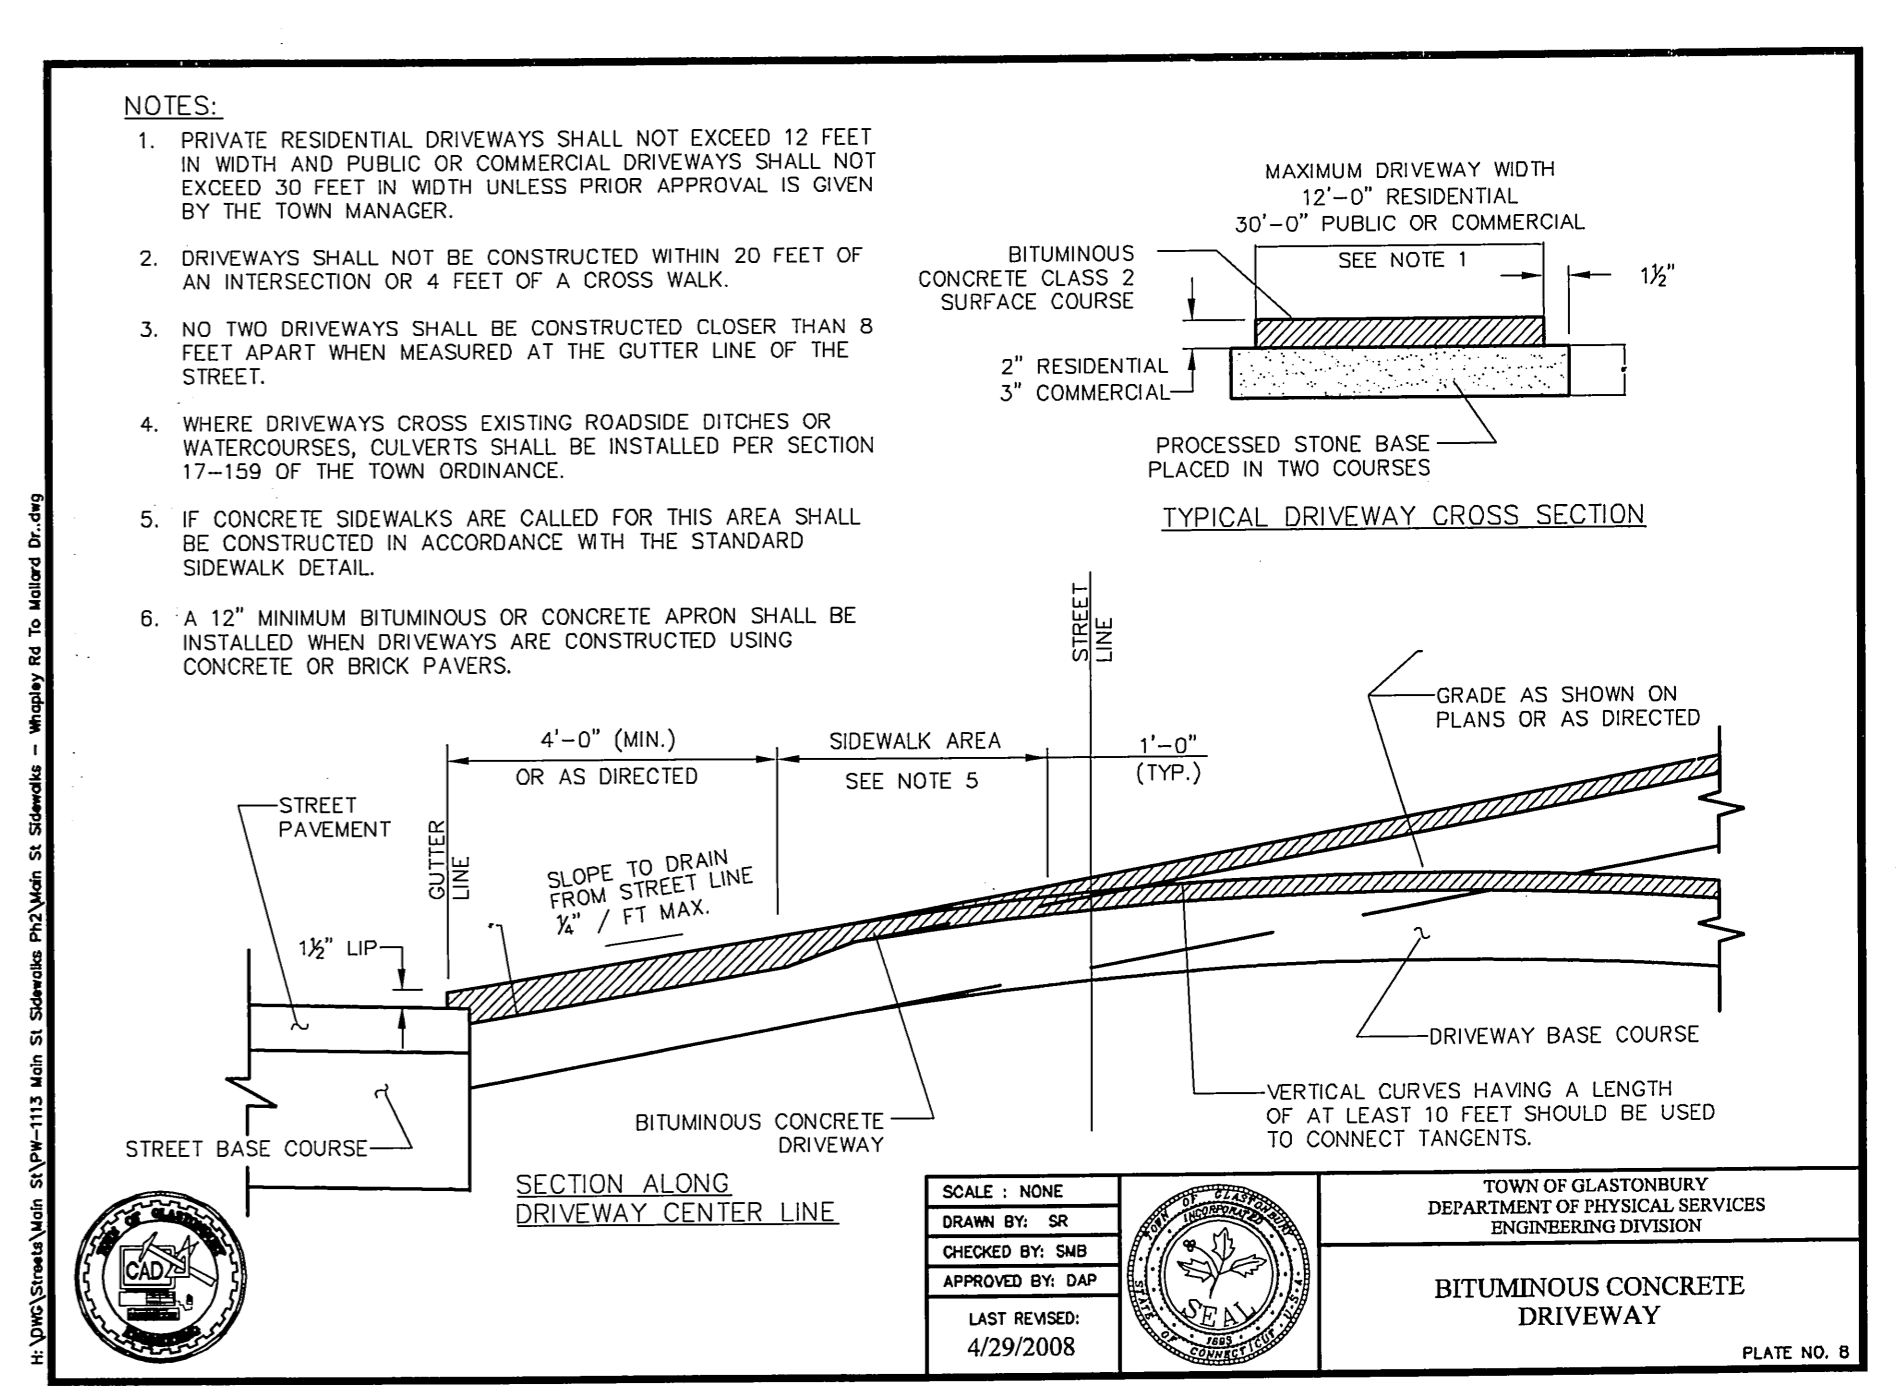 NOTES:
1. PRIVATE RESIDENTIAL DRIVEWAYS SHALL NOT EXCEED 12 FEET
IN WIDTH AND PUBLIC OR COMMERCIAL DRIVEWAYS SHALL NOT
EXCEED 30 FEET IN WIDTH UNLESS PRIOR APPROVAL IS GIVEN
BY THE TOWN MANAGER.
2. DRIVEWAYS SHALL NOT BE CONSTRUCTED WITHIN 20 FEET OF
AN INTERSECTION OR 4 FEET OF A CROSS WALK.
3. NO TWO DRIVEWAYS SHALL BE CONSTRUCTED CLOSER THAN 8
FEET APART WHEN MEASURED AT THE GUTTER LINE OF THE
STREET.
4. WHERE DRIVEWAYS CROSS EXISTING ROADSIDE DITCHES OR
WATERCOURSES, CULVERTS SHALL BE INSTALLED PER SECTION
17-159 OF THE TOWN ORDINANCE.
5. IF CONCRETE SIDEWALKS ARE CALLED FOR THIS AREA SHALL
BE CONSTRUCTED IN ACCORDANCE WITH THE STANDARD
SIDEWALK DETAIL.
6. A 12" MINIMUM BITUMINOUS OR CONCRETE APRON SHALL BE
INSTALLED WHEN DRIVEWAYS ARE CONSTRUCTED USING
CONCRETE OR BRICK PAVERS.
MAXIMUM DRIVEWAY WIDTH
12'-0" RESIDENTIAL
30'-0" PUBLIC OR COMMERCIAL
SEE NOTE 1
1½"
BITUMINOUS
CONCRETE CLASS 2
SURFACE COURSE
2" RESIDENTIAL
3" COMMERCIAL
PROCESSED STONE BASE
PLACED IN TWO COURSES
TYPICAL DRIVEWAY CROSS SECTION
STREET
LINE
GRADE AS SHOWN ON
PLANS OR AS DIRECTED
4'-0" (MIN.)
OR AS DIRECTED
SIDEWALK AREA
SEE NOTE 5
1'-0"
(TYP.)
STREET
PAVEMENT
GUTTER
LINE
SLOPE TO DRAIN
FROM STREET LINE
¼" / FT MAX.
1½" LIP
DRIVEWAY BASE COURSE
VERTICAL CURVES HAVING A LENGTH
OF AT LEAST 10 FEET SHOULD BE USED
TO CONNECT TANGENTS.
BITUMINOUS CONCRETE
DRIVEWAY
STREET BASE COURSE
SECTION ALONG
DRIVEWAY CENTER LINE
H:\DWG\Streets\Main St\PW-1113 Main St Sidewalks Ph2\Main St Sidewalks - Whapley Rd To Mallard Dr..dwg
TOWN OF GLASTONBURY
CAD
ENGINEERING
SCALE : NONE
DRAWN BY: SR
CHECKED BY: SMB
APPROVED BY: DAP
LAST REVISED:
4/29/2008
TOWN OF GLASTONBURY
INCORPORATED
SEAL
1693
STATE OF CONNECTICUT U.S.A.
TOWN OF GLASTONBURY
DEPARTMENT OF PHYSICAL SERVICES
ENGINEERING DIVISION
BITUMINOUS CONCRETE
DRIVEWAY
PLATE NO. 8